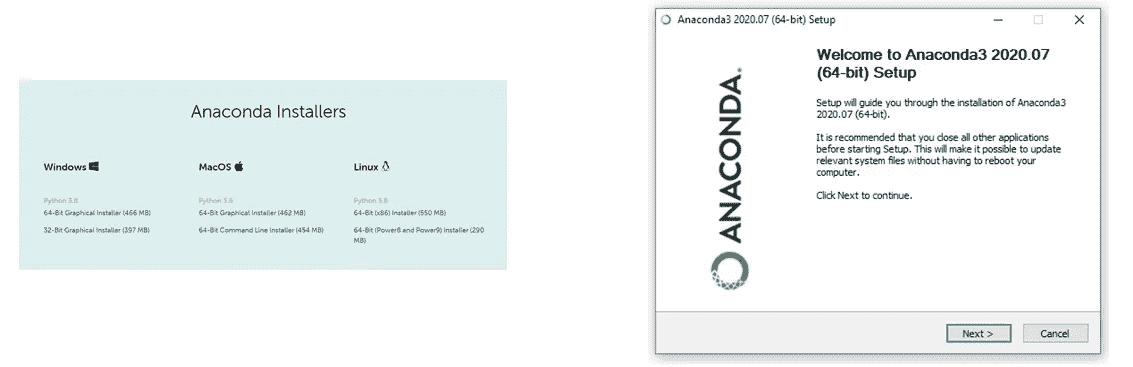 Anaconda Installers
Windows
MacOS
Linux
Python 3.8
Python 3.8
Python 3.8
64-Bit Graphical Installer (466 MB)
64-Bit Graphical Installer (462 MB)
64-Bit (x86) Installer (550 MB)
32-Bit Graphical Installer (397 MB)
64-Bit Command Line Installer (454 MB)
64-Bit (Power8 and Power9) Installer (290
MB)
Anaconda3 2020.07 (64-bit) Setup
ANACONDA.
Welcome to Anaconda3 2020.07
(64-bit) Setup
Setup will guide you through the installation of Anaconda3
2020.07 (64-bit).
It is recommended that you close all other applications
before starting Setup. This will make it possible to update
relevant system files without having to reboot your
computer.
Click Next to continue.
Next >
Cancel